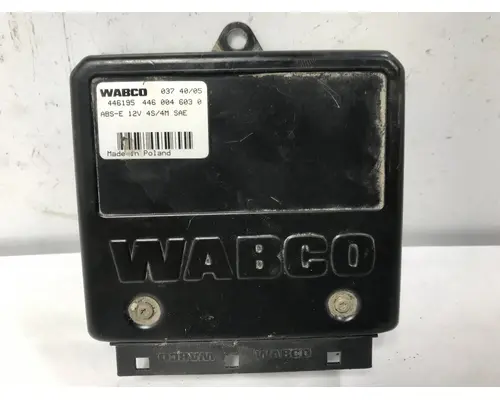 WABCO 037 40/05
446195 446 004 603 0
ABS-E 12V 4S/4M SAE
Made in Poland
WABCO
WABCO WABCO